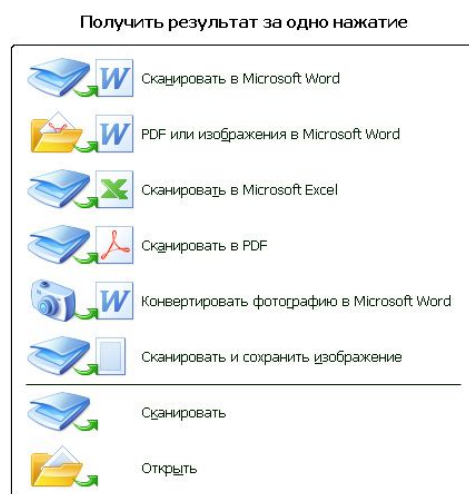 Получить результат за одно нажатие
Сканировать в Microsoft Word
PDF или изображения в Microsoft Word
Сканировать в Microsoft Excel
Сканировать в PDF
Конвертировать фотографию в Microsoft Word
Сканировать и сохранить изображение
Сканировать
Открыть